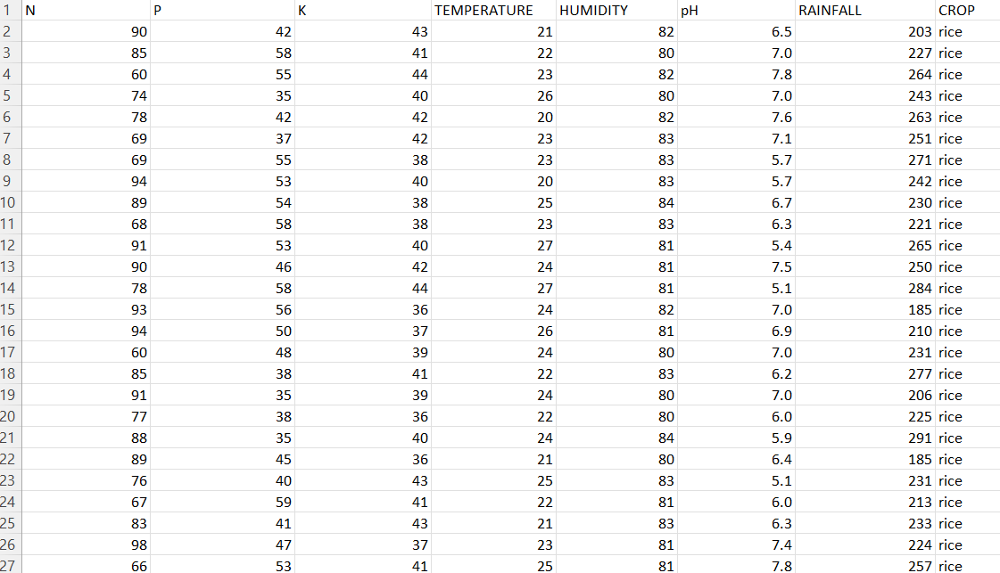 1 N P K TEMPERATURE HUMIDITY pH RAINFALL CROP
2 90 42 43 21 82 6.5 203 rice
3 85 58 41 22 80 7.0 227 rice
4 60 55 44 23 82 7.8 264 rice
5 74 35 40 26 80 7.0 243 rice
6 78 42 42 20 82 7.6 263 rice
7 69 37 42 23 83 7.1 251 rice
8 69 55 38 23 83 5.7 271 rice
9 94 53 40 20 83 5.7 242 rice
10 89 54 38 25 84 6.7 230 rice
11 68 58 38 23 83 6.3 221 rice
12 91 53 40 27 81 5.4 265 rice
13 90 46 42 24 81 7.5 250 rice
14 78 58 44 27 81 5.1 284 rice
15 93 56 36 24 82 7.0 185 rice
16 94 50 37 26 81 6.9 210 rice
17 60 48 39 24 80 7.0 231 rice
18 85 38 41 22 83 6.2 277 rice
19 91 35 39 24 80 7.0 206 rice
20 77 38 36 22 80 6.0 225 rice
21 88 35 40 24 84 5.9 291 rice
22 89 45 36 21 80 6.4 185 rice
23 76 40 43 25 83 5.1 231 rice
24 67 59 41 22 81 6.0 213 rice
25 83 41 43 21 83 6.3 233 rice
26 98 47 37 23 81 7.4 224 rice
27 66 53 41 25 81 7.8 257 rice